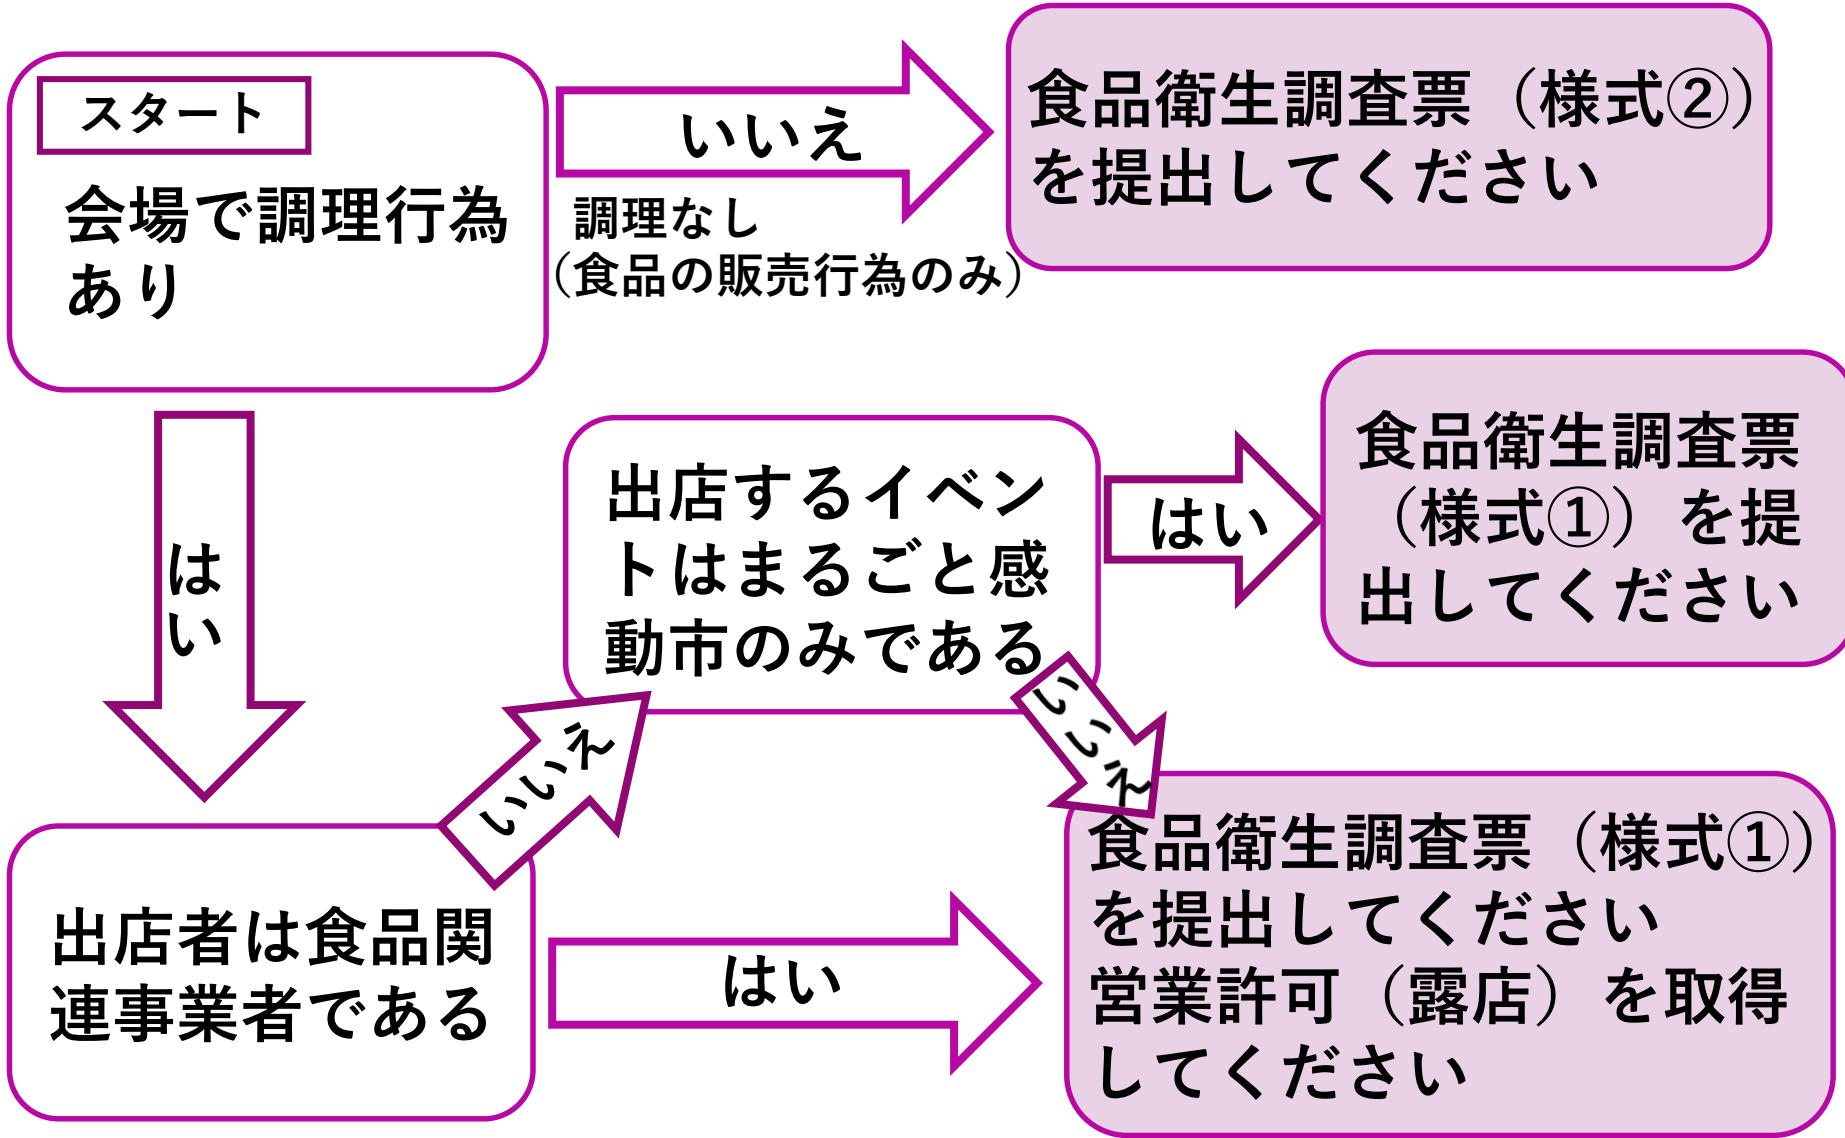 スタート
会場で調理行為
あり
いいえ
調理なし
（食品の販売行為のみ）
食品衛生調査票（様式②）
を提出してください
はい
出店するイベン
トはまるごと感
動市のみである
はい
食品衛生調査票
（様式①）を提
出してください
いいえ
いいえ
出店者は食品関
連事業者である
はい
食品衛生調査票（様式①）
を提出してください
営業許可（露店）を取得
してください